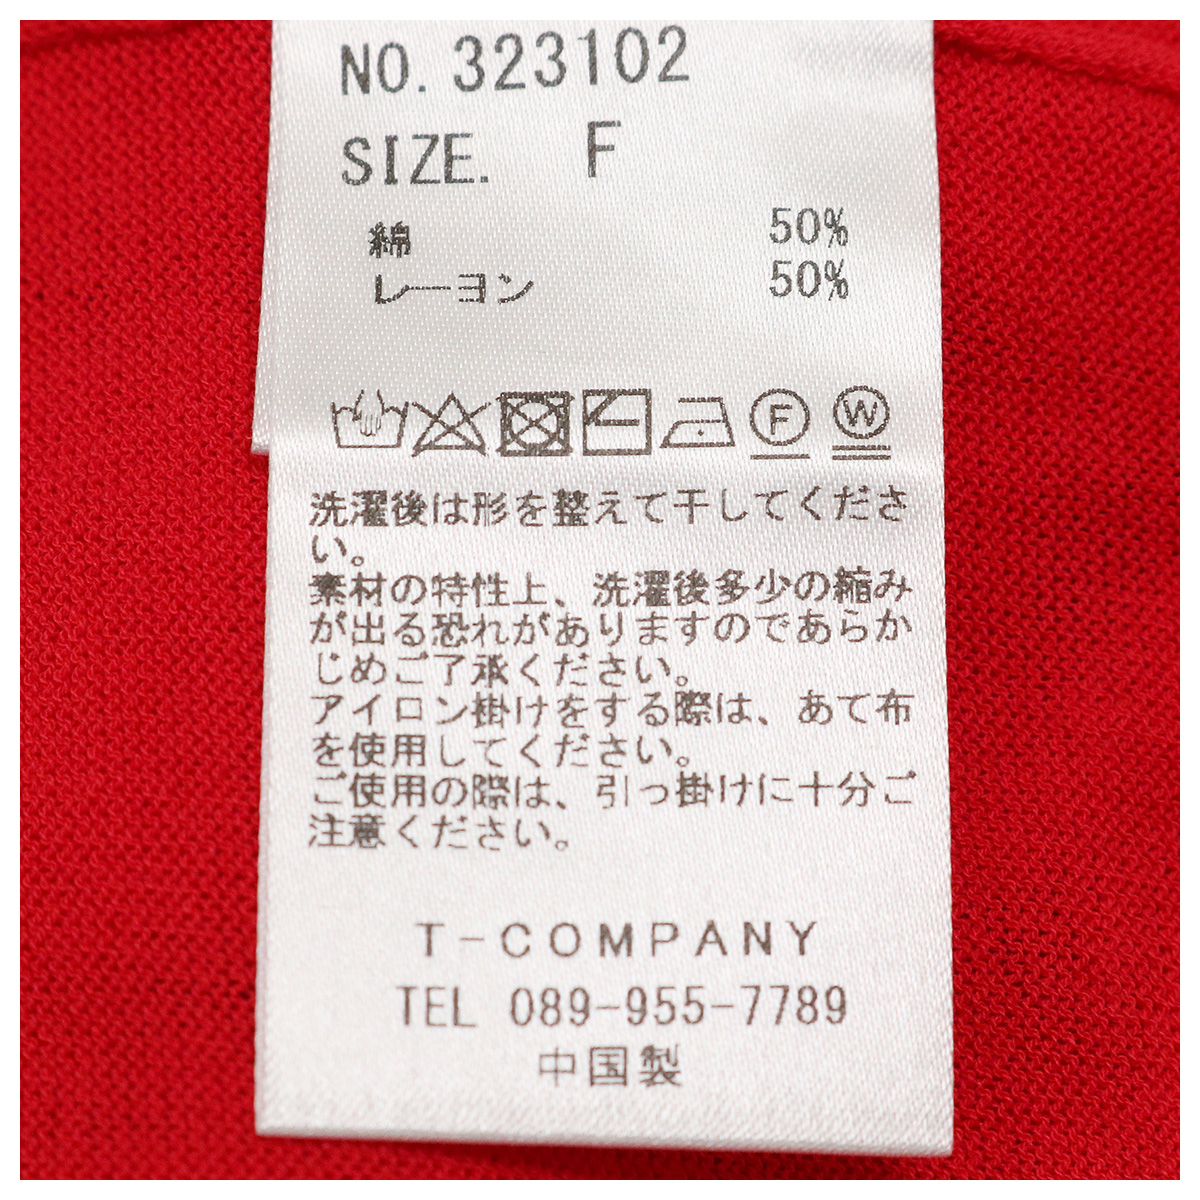 NO. 323102
SIZE. F
綿 50%
レーヨン 50%
F W
洗濯後は形を整えて干してくださ
い。
素材の特性上、洗濯後多少の縮み
が出る恐れがありますのであらか
じめご了承ください。
アイロン掛けをする際は、あて布
を使用してください。
ご使用の際は、引っ掛けに十分ご
注意ください。
T-COMPANY
TEL 089-955-7789
中国製